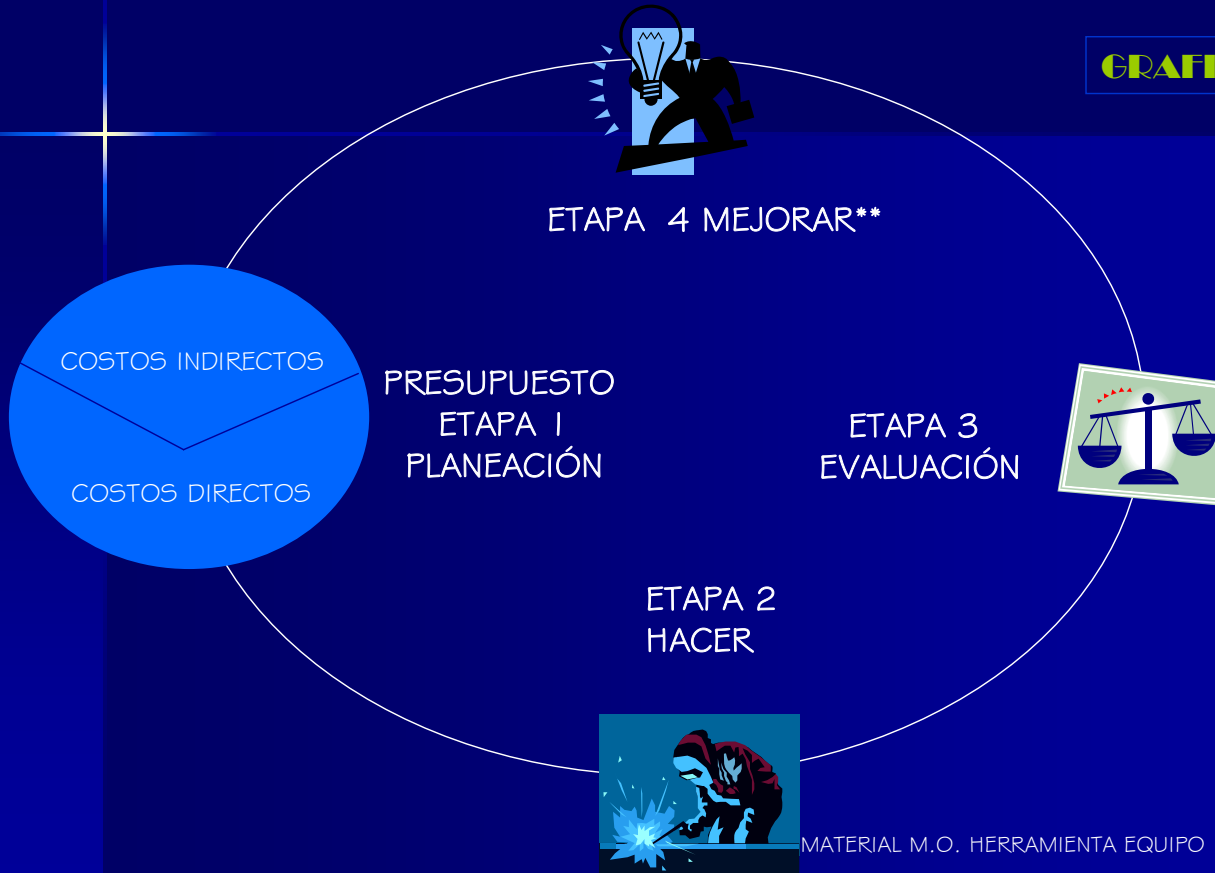 ETAPA 4 MEJORAR**
COSTOS INDIRECTOS
COSTOS DIRECTOS
PRESUPUESTO
ETAPA 1
PLANEACIÓN
ETAPA 3
EVALUACIÓN
ETAPA 2
HACER
MATERIAL M.O. HERRAMIENTA EQUIPO